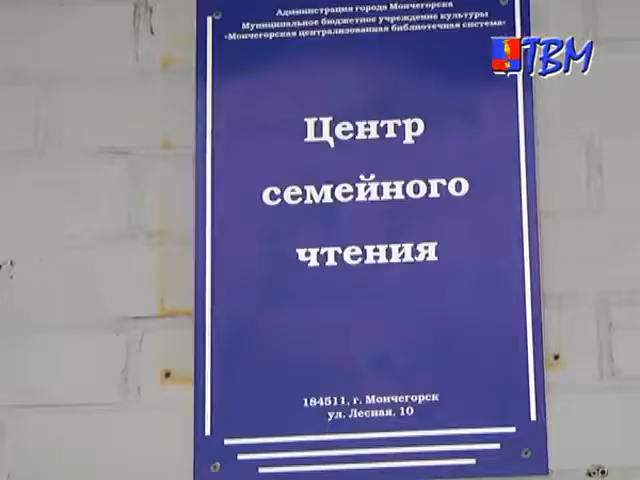 Администрация города Мончегорска
Муниципальное бюджетное учреждение культуры
«Мончегорская централизованная библиотечная система»
ТВМ
Центр
семейного
чтения
184511, г. Мончегорск
ул. Лесная, 10